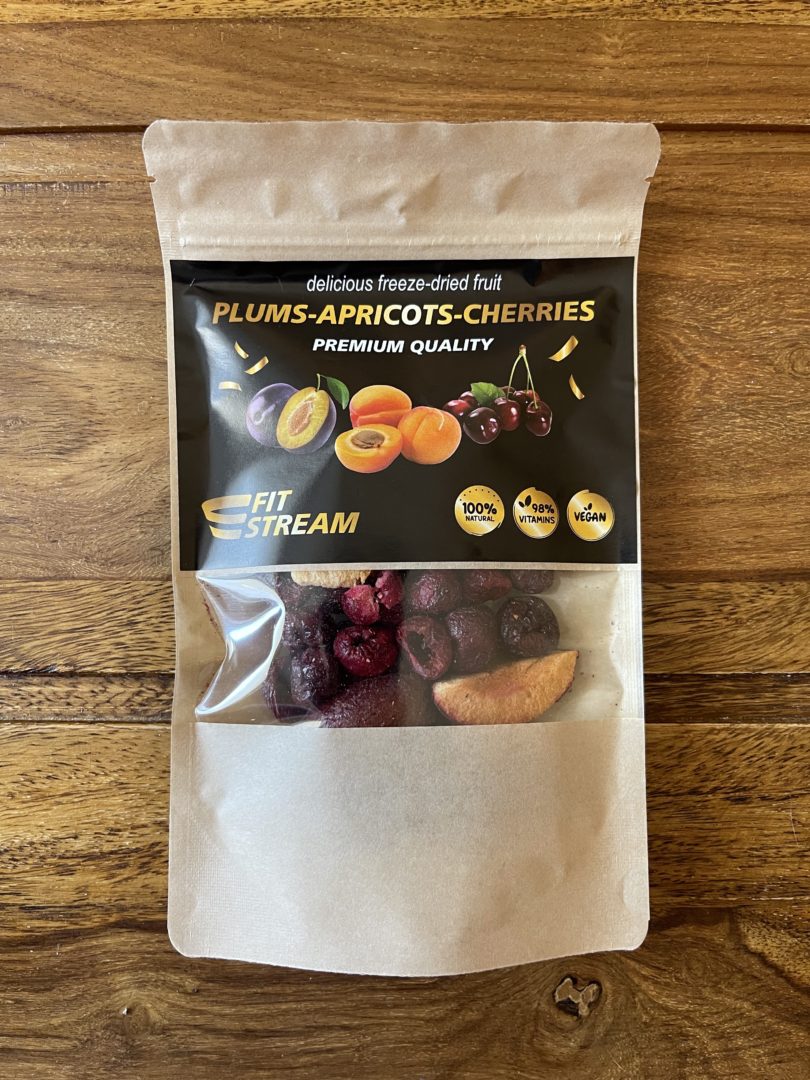 delicious freeze-dried fruit
PLUMS-APRICOTS-CHERRIES
PREMIUM QUALITY
FIT
STREAM
100%
NATURAL
98%
VITAMINS
VEGAN